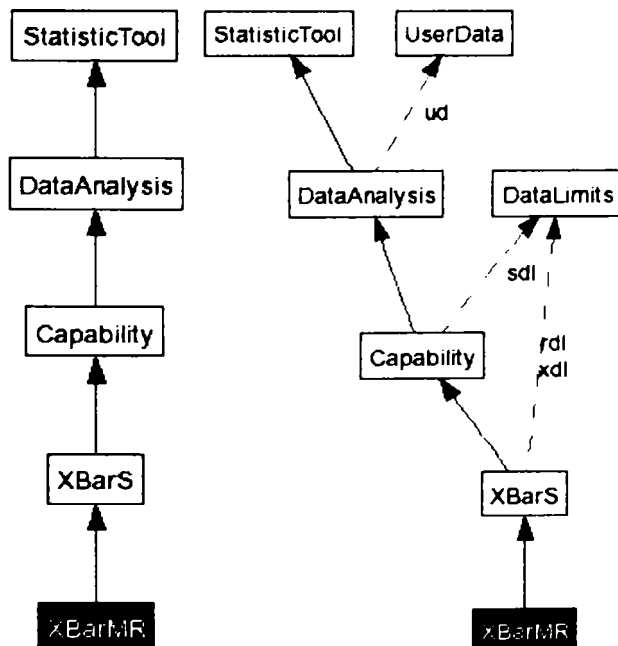 StatisticTool
DataAnalysis
Capability
XBarS
XBarMR
StatisticTool
UserData
ud
DataAnalysis
DataLimits
sdl
Capability
rdl
xdl
XBarS
XBarMR